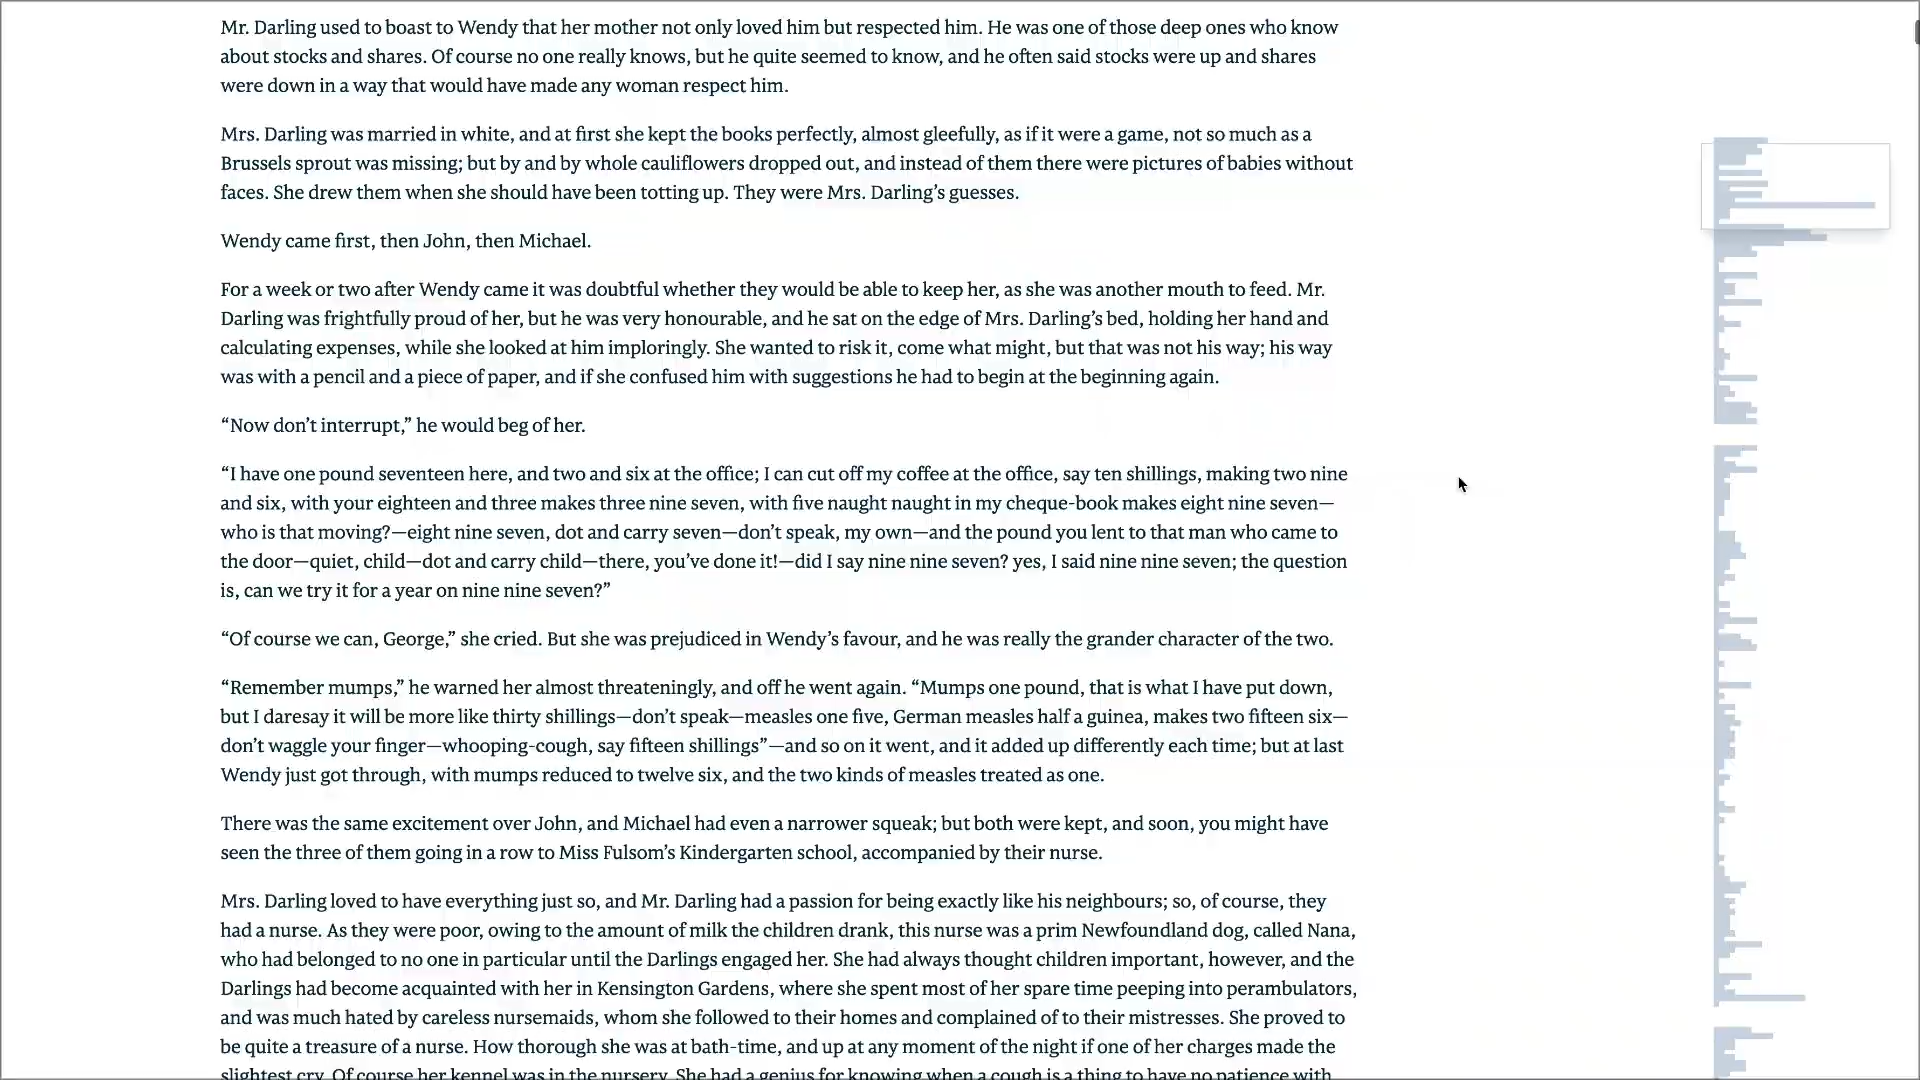 Mr. Darling used to boast to Wendy that her mother not only loved him but respected him. He was one of those deep ones who know
about stocks and shares. Of course no one really knows, but he quite seemed to know, and he often said stocks were up and shares
were down in a way that would have made any woman respect him.
Mrs. Darling was married in white, and at first she kept the books perfectly, almost gleefully, as if it were a game, not so much as a
Brussels sprout was missing; but by and by whole cauliflowers dropped out, and instead of them there were pictures of babies without
faces. She drew them when she should have been totting up. They were Mrs. Darling’s guesses.
Wendy came first, then John, then Michael.
For a week or two after Wendy came it was doubtful whether they would be able to keep her, as she was another mouth to feed. Mr.
Darling was frightfully proud of her, but he was very honourable, and he sat on the edge of Mrs. Darling’s bed, holding her hand and
calculating expenses, while she looked at him imploringly. She wanted to risk it, come what might, but that was not his way; his way
was with a pencil and a piece of paper, and if she confused him with suggestions he had to begin at the beginning again.
“Now don’t interrupt,” he would beg of her.
“I have one pound seventeen here, and two and six at the office; I can cut off my coffee at the office, say ten shillings, making two nine
and six, with your eighteen and three makes three nine seven, with five naught naught in my cheque-book makes eight nine seven—
who is that moving?—eight nine seven, dot and carry seven—don’t speak, my own—and the pound you lent to that man who came to
the door—quiet, child—dot and carry child—there, you’ve done it!—did I say nine nine seven? yes, I said nine nine seven; the question
is, can we try it for a year on nine nine seven?”
“Of course we can, George,” she cried. But she was prejudiced in Wendy’s favour, and he was really the grander character of the two.
“Remember mumps,” he warned her almost threateningly, and off he went again. “Mumps one pound, that is what I have put down,
but I daresay it will be more like thirty shillings—don’t speak—measles one five, German measles half a guinea, makes two fifteen six—
don’t waggle your finger—whooping-cough, say fifteen shillings”—and so on it went, and it added up differently each time; but at last
Wendy just got through, with mumps reduced to twelve six, and the two kinds of measles treated as one.
There was the same excitement over John, and Michael had even a narrower squeak; but both were kept, and soon, you might have
seen the three of them going in a row to Miss Fulsom’s Kindergarten school, accompanied by their nurse.
Mrs. Darling loved to have everything just so, and Mr. Darling had a passion for being exactly like his neighbours; so, of course, they
had a nurse. As they were poor, owing to the amount of milk the children drank, this nurse was a prim Newfoundland dog, called Nana,
who had belonged to no one in particular until the Darlings engaged her. She had always thought children important, however, and the
Darlings had become acquainted with her in Kensington Gardens, where she spent most of her spare time peeping into perambulators,
and was much hated by careless nursemaids, whom she followed to their homes and complained of to their mistresses. She proved to
be quite a treasure of a nurse. How thorough she was at bath-time, and up at any moment of the night if one of her charges made the
slightest cry. Of course her kennel was in the nursery. She had a genius for knowing when a cough is a thing to have no patience with